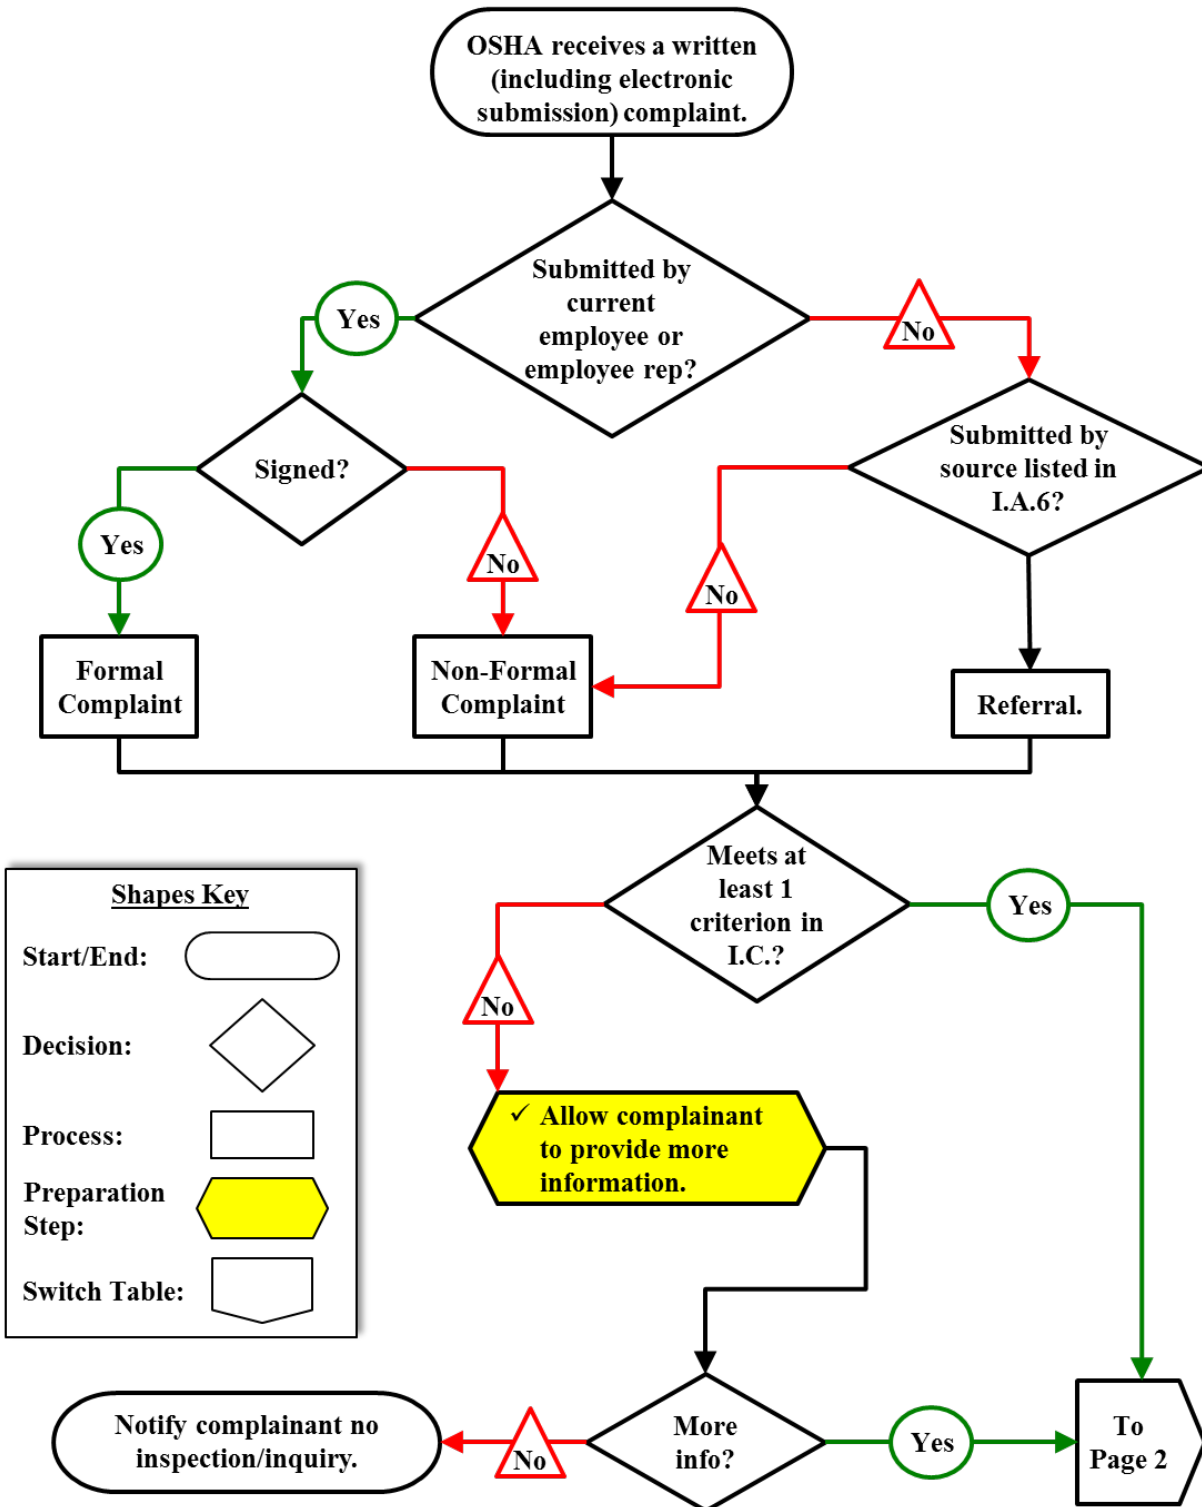 OSHA receives a written
(including electronic
submission) complaint.
Submitted by
current
employee or
employee rep?
Yes
No
Signed?
Submitted by
source listed in
I.A.6?
Yes
No
No
Formal
Complaint
Non-Formal
Complaint
Referral.
Meets at
least 1
criterion in
I.C.?
Yes
No
Shapes Key
Start/End:
Decision:
Process:
Preparation
Step:
Switch Table:
✓ Allow complainant
to provide more
information.
Notify complainant no
inspection/inquiry.
No
More
info?
Yes
To
Page 2